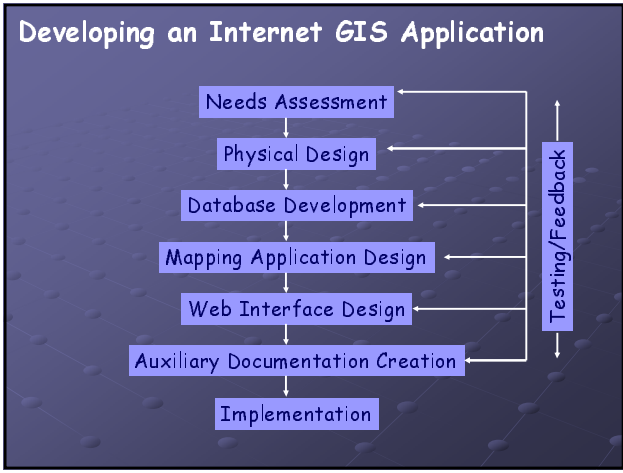 Developing an Internet GIS Application
Needs Assessment
Physical Design
Database Development
Mapping Application Design
Web Interface Design
Auxiliary Documentation Creation
Implementation
Testing/Feedback